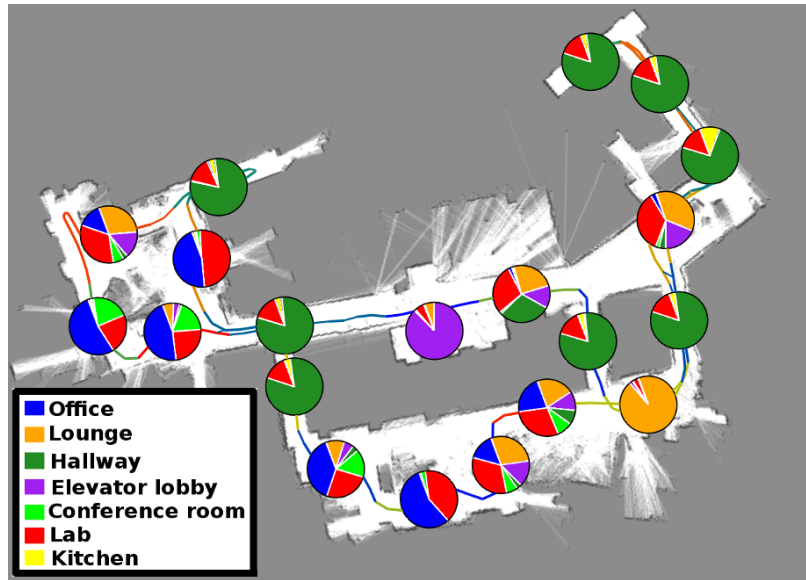 Office
Lounge
Hallway
Elevator lobby
Conference room
Lab
Kitchen